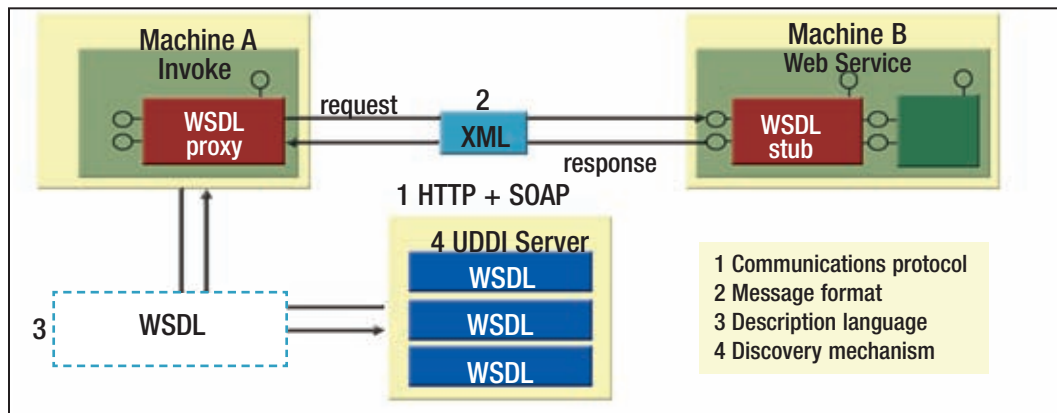 Machine A
Invoke
WSDL
proxy
request
2
XML
response
Machine B
Web Service
WSDL
stub
1 HTTP + SOAP
4 UDDI Server
WSDL
WSDL
WSDL
3
WSDL
1 Communications protocol
2 Message format
3 Description language
4 Discovery mechanism